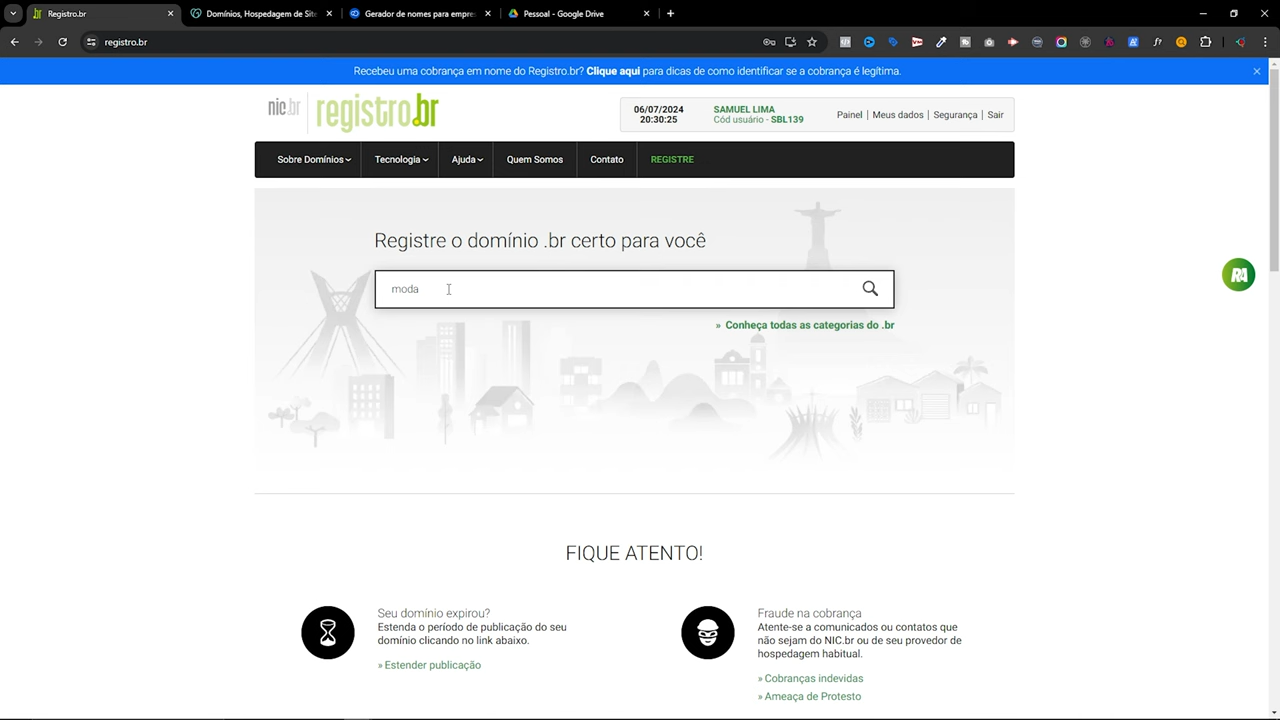 Registro.br
Domínios, Hospedagem de Site
Gerador de nomes para empre
Pessoal - Google Drive
registro.br
Recebeu uma cobrança em nome do Registro.br? Clique aqui para dicas de como identificar se a cobrança é legítima.
nic.br
registro.br
06/07/2024
20:30:25
SAMUEL LIMA
Cód usuário - SBL139
Painel | Meus dados | Segurança | Sair
Sobre Domínios
Tecnologia
Ajuda
Quem Somos
Contato
REGISTRE
Registre o domínio .br certo para você
moda
» Conheça todas as categorias do .br
RA
FIQUE ATENTO!
Seu domínio expirou?
Estenda o período de publicação do seu
domínio clicando no link abaixo.
» Estender publicação
Fraude na cobrança
Atente-se a comunicados ou contatos que
não sejam do NIC.br ou de seu provedor de
hospedagem habitual.
» Cobranças indevidas
» Ameaça de Protesto